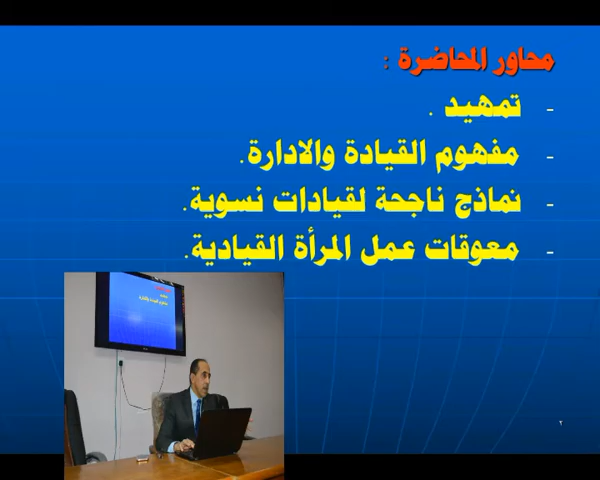 محاور المحاضرة :
- تمهيد .
- مفهوم القيادة والادارة.
- نماذج ناجحة لقيادات نسوية.
- معوقات عمل المرأة القيادية.
٢